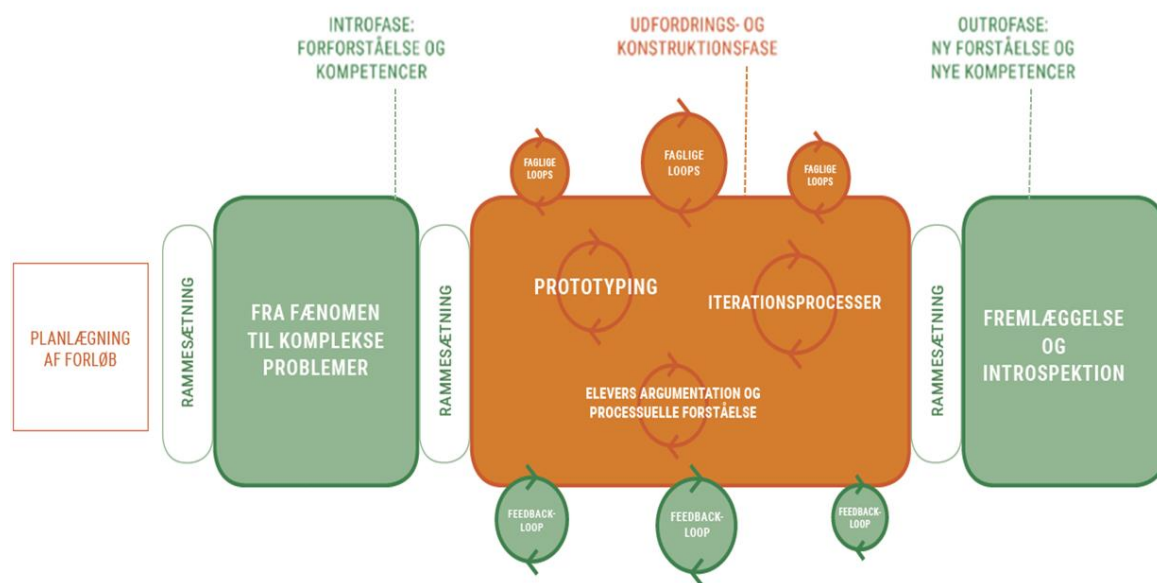 INTROFASE:
FORFORSTÅELSE OG
KOMPETENCER
UDFORDRINGS- OG
KONSTRUKTIONSFASE
OUTROFASE:
NY FORSTÅELSE OG
NYE KOMPETENCER
FAGLIGE
LOOPS
FAGLIGE
LOOPS
FAGLIGE
LOOPS
PLANLÆGNING
AF FORLØB
RAMMESÆTNING
FRA FÆNOMEN
TIL KOMPLEKSE
PROBLEMER
RAMMESÆTNING
PROTOTYPING
ITERATIONSPROCESSER
ELEVERS ARGUMENTATION OG
PROCESSUELLE FORSTÅELSE
RAMMESÆTNING
FREMLÆGGELSE
OG
INTROSPEKTION
FEEDBACK-
LOOP
FEEDBACK-
LOOP
FEEDBACK-
LOOP